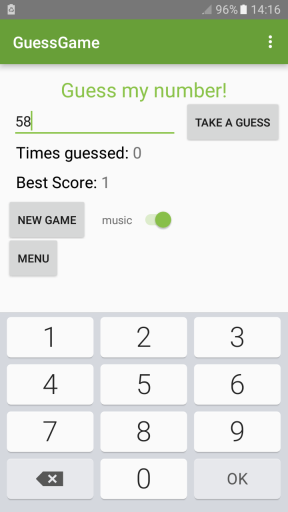 96% 14:16
GuessGame
Guess my number!
58 TAKE A GUESS
Times guessed: 0
Best Score: 1
NEW GAME music
MENU
1 2 3
4 5 6
7 8 9
0 OK